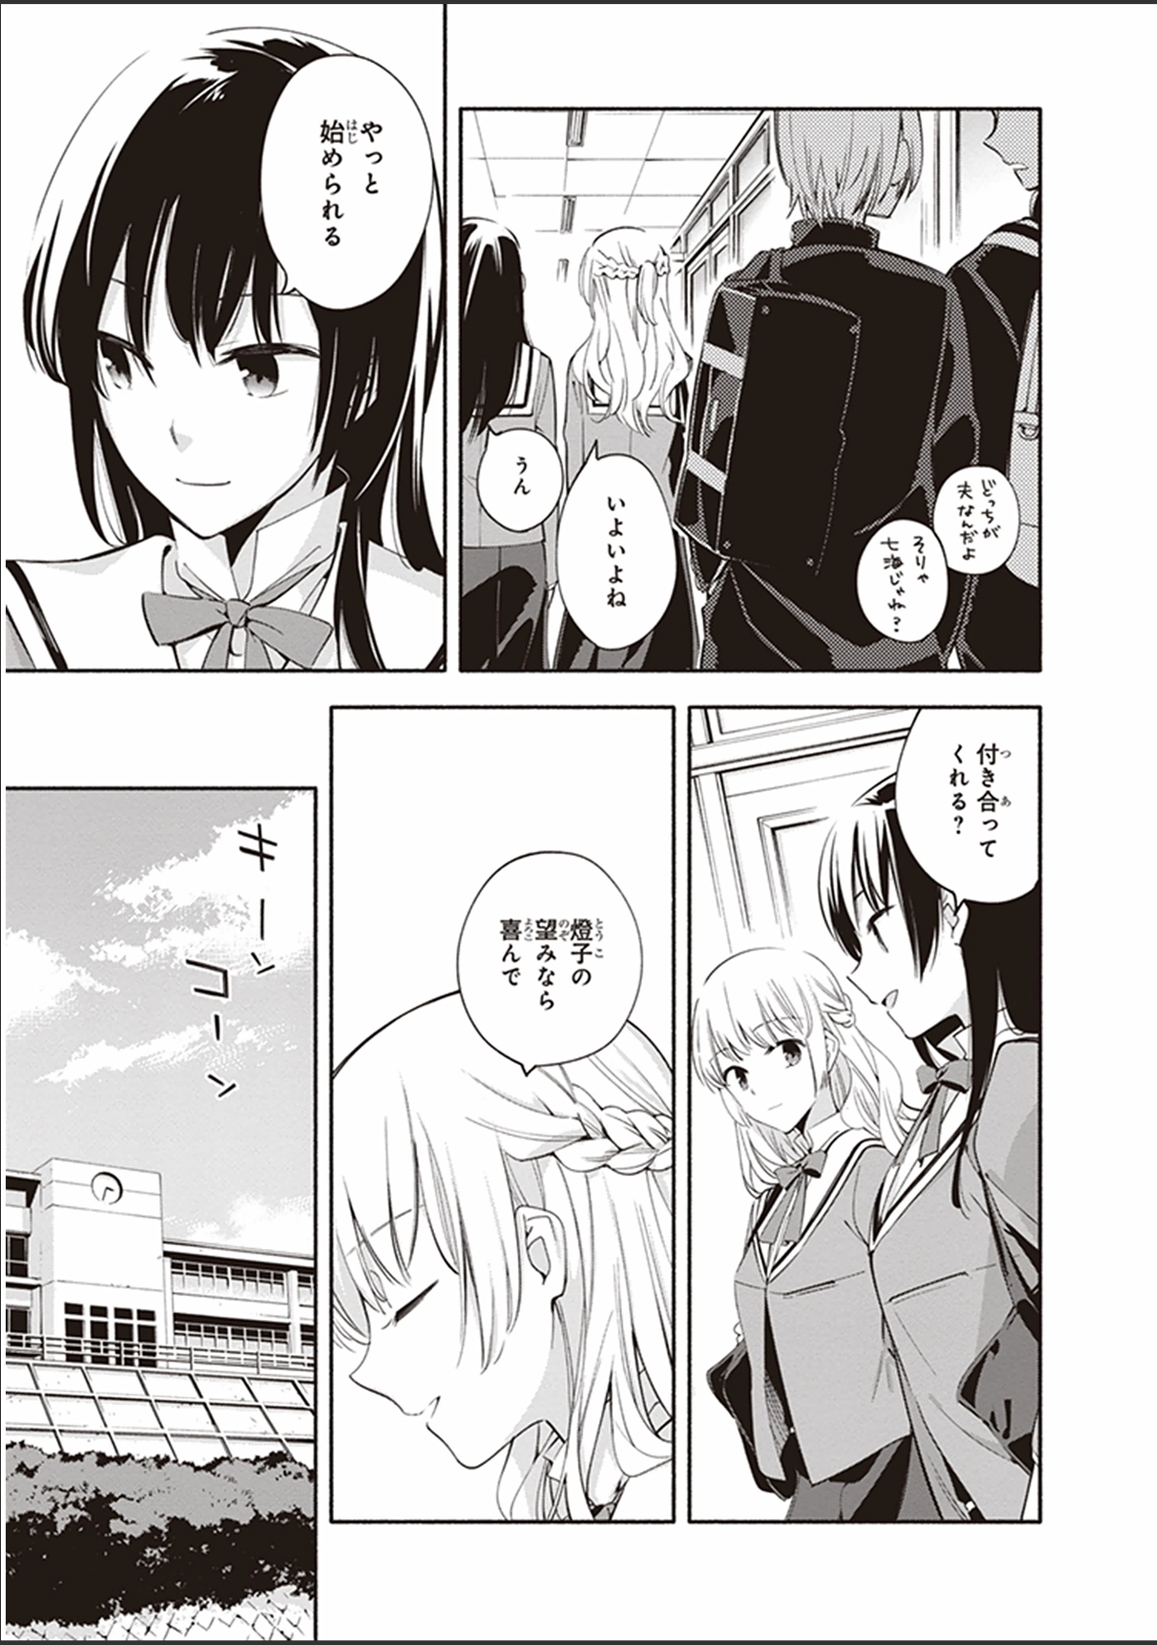 どっちが
夫なんだよ
そりゃ
七海じゃね?
いよいよね
うん
やっと
始められる
付き合って
くれる?
燈子の
望みなら
喜んで
キーン
コーン